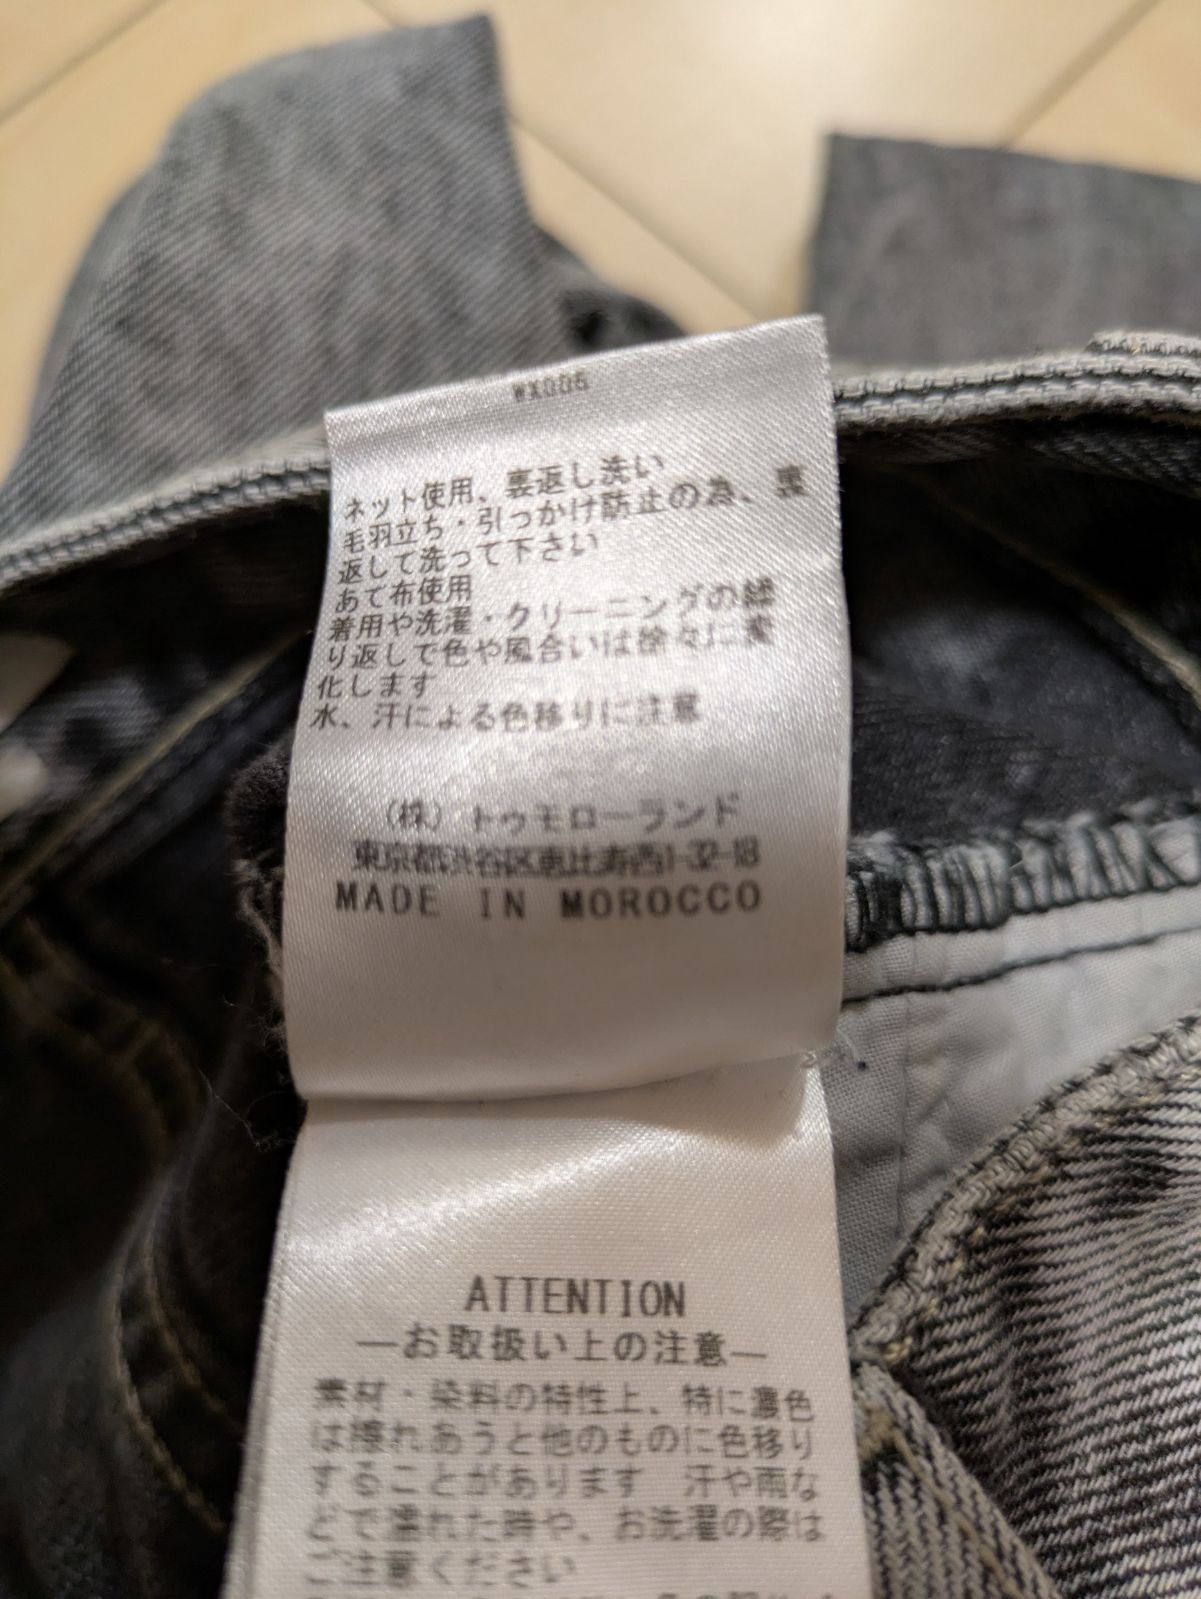 WX006
ネット使用、裏返し洗い
毛羽立ち・引っかけ防止の為、裏
返して洗って下さい
あて布使用
着用や洗濯・クリーニングの繰
り返しで色や風合いは徐々に変
化します
水、汗による色移りに注意
(株)トゥモローランド
東京都渋谷区恵比寿西1-32-18
MADE IN MOROCCO
ATTENTION
―お取扱い上の注意―
素材・染料の特性上、特に濃色
は擦れあうと他のものに色移り
することがあります 汗や雨な
どで濡れた時や、お洗濯の際は
ご注意ください